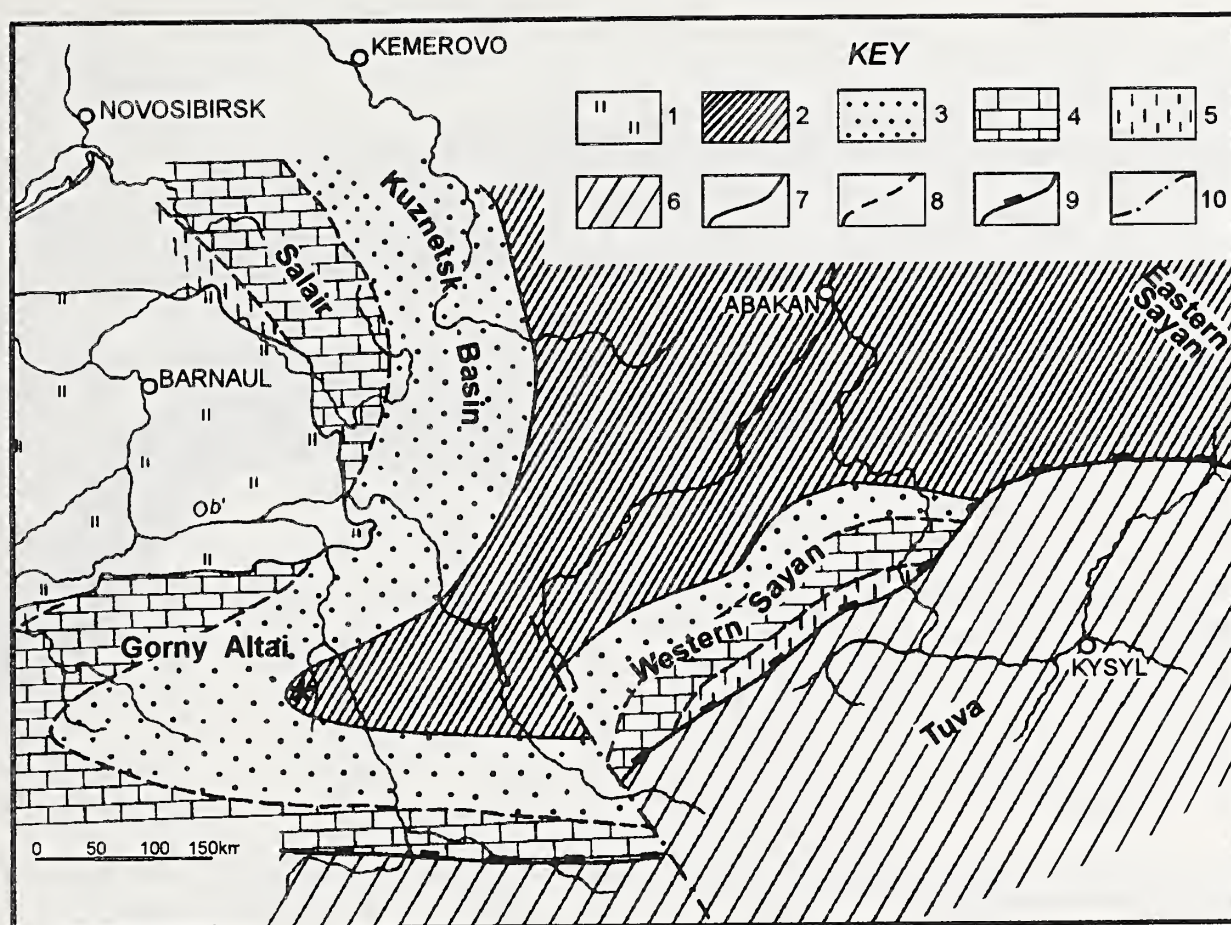 KEMEROVO
KEY
NOVOSIBIRSK
1 2 3 4 5
6 7 8 9 10
Kuznetsk
Basin
Salair
ABAKAN
Eastern
Sayan
BARNAUL
Ob'
Western Sayan
Gorny Altai
KYSYL
Tuva
0 50 100 150km